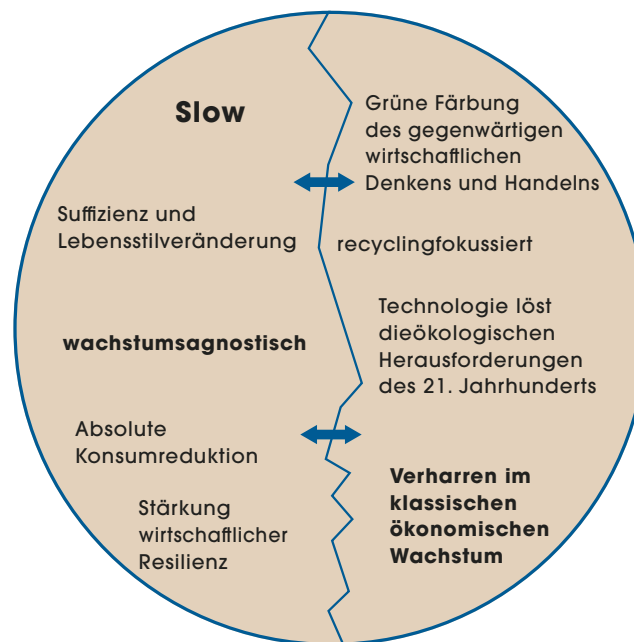 Slow
Suffizienz und
Lebensstilveränderung
wachstumsagnostisch
Absolute
Konsumreduktion
Stärkung
wirtschaftlicher
Resilienz
Grüne Färbung
des gegenwärtigen
wirtschaftlichen
Denkens und Handelns
recyclingfokussiert
Technologie löst
dieökologischen
Herausforderungen
des 21. Jahrhunderts
Verharren im
klassischen
ökonomischen
Wachstum